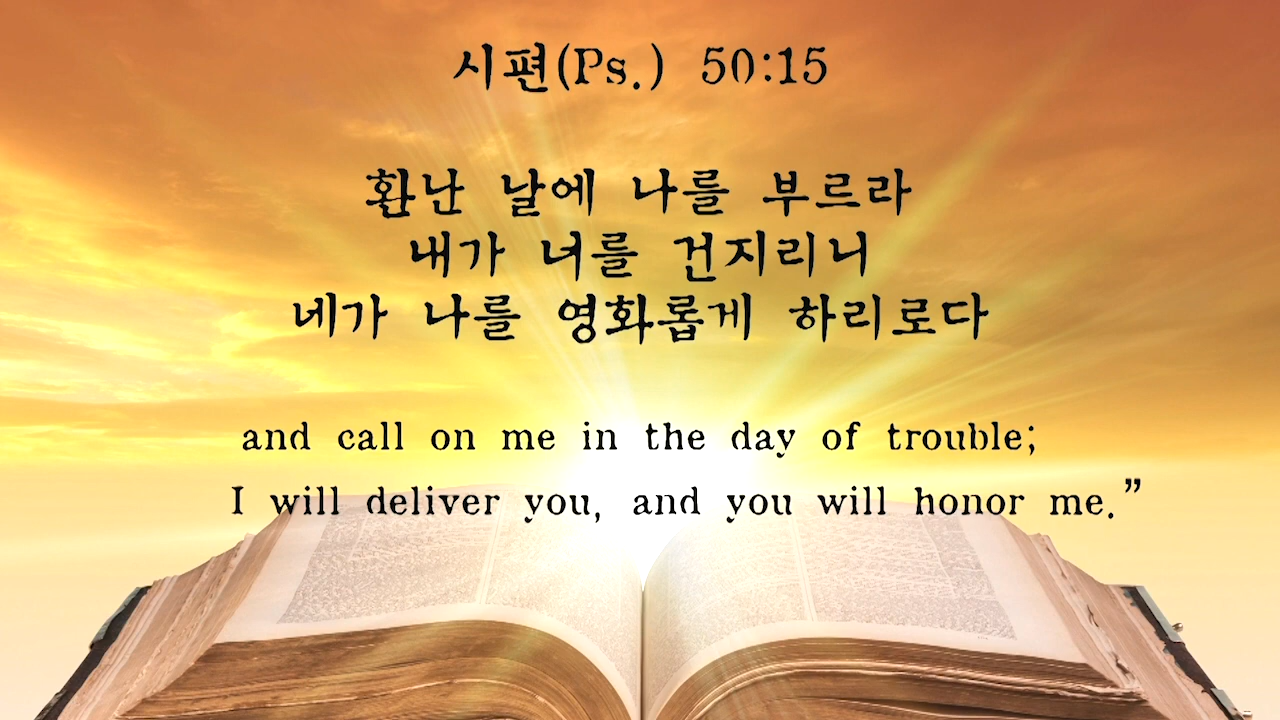 시편(Ps.) 50:15
환난 날에 나를 부르라
내가 너를 건지리니
네가 나를 영화롭게 하리로다
and call on me in the day of trouble;
I will deliver you, and you will honor me.”